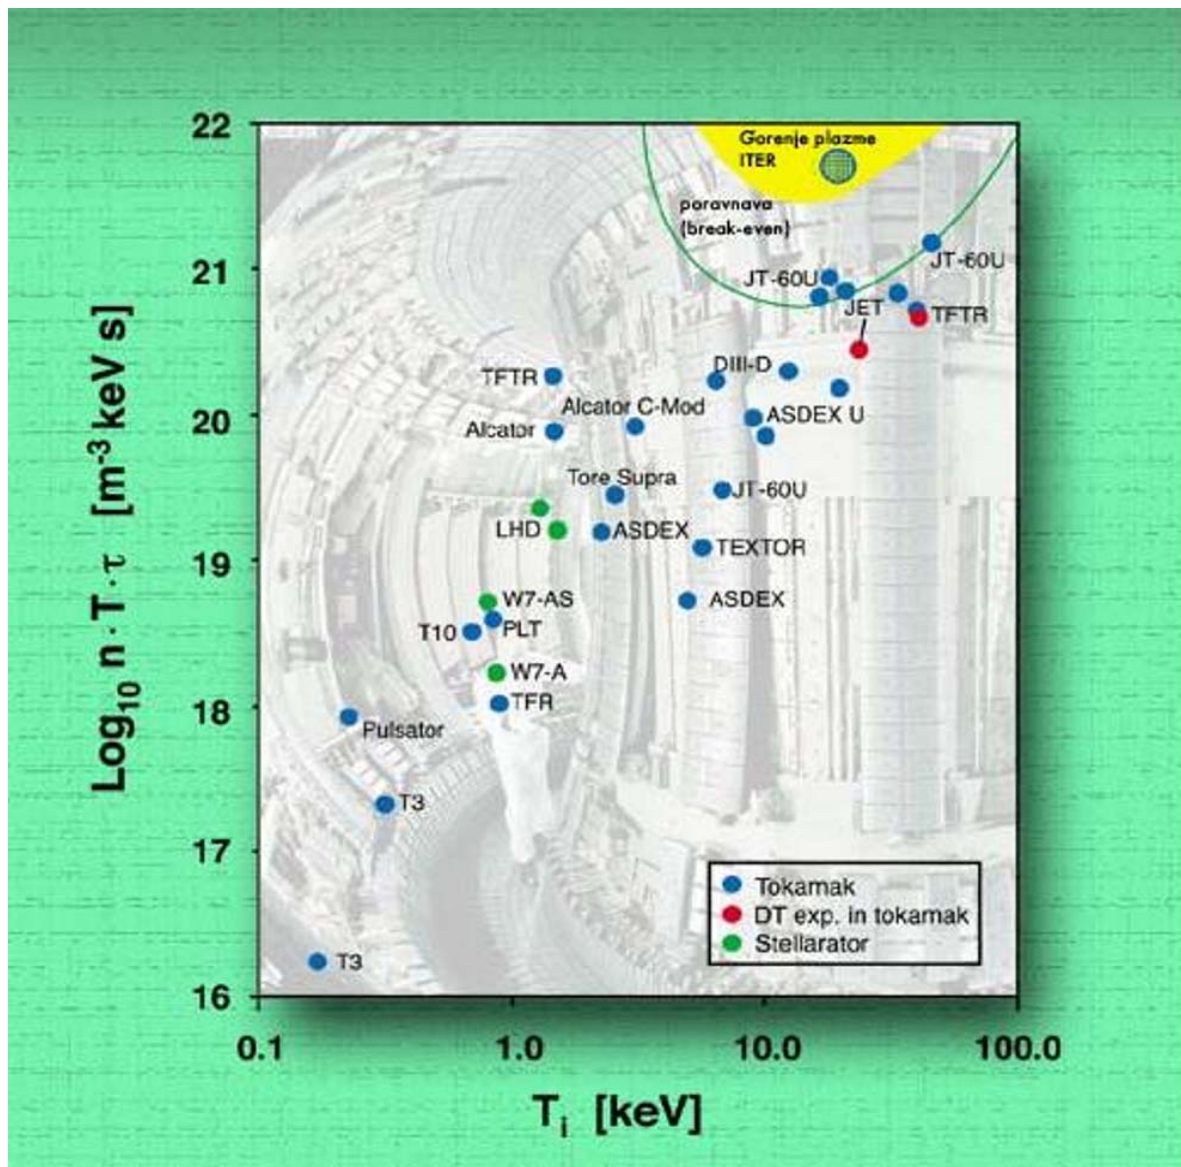 22
Gorenje plazme
ITER
poravnava
(break-even)
JT-60U
21
JT-60U
JET
TFTR
DIII-D
TFTR
Alcator C-Mod
20
ASDEX U
Alcator
Tore Supra
JT-60U
LHD
ASDEX
TEXTOR
19
W7-AS
ASDEX
T10
PLT
W7-A
TFR
18
Pulsator
T3
17
Tokamak
DT exp. in tokamak
Stellarator
T3
16
0.1 1.0 10.0 100.0
Log₁₀ n · T · τ [m⁻³ keV s]
Tᵢ [keV]